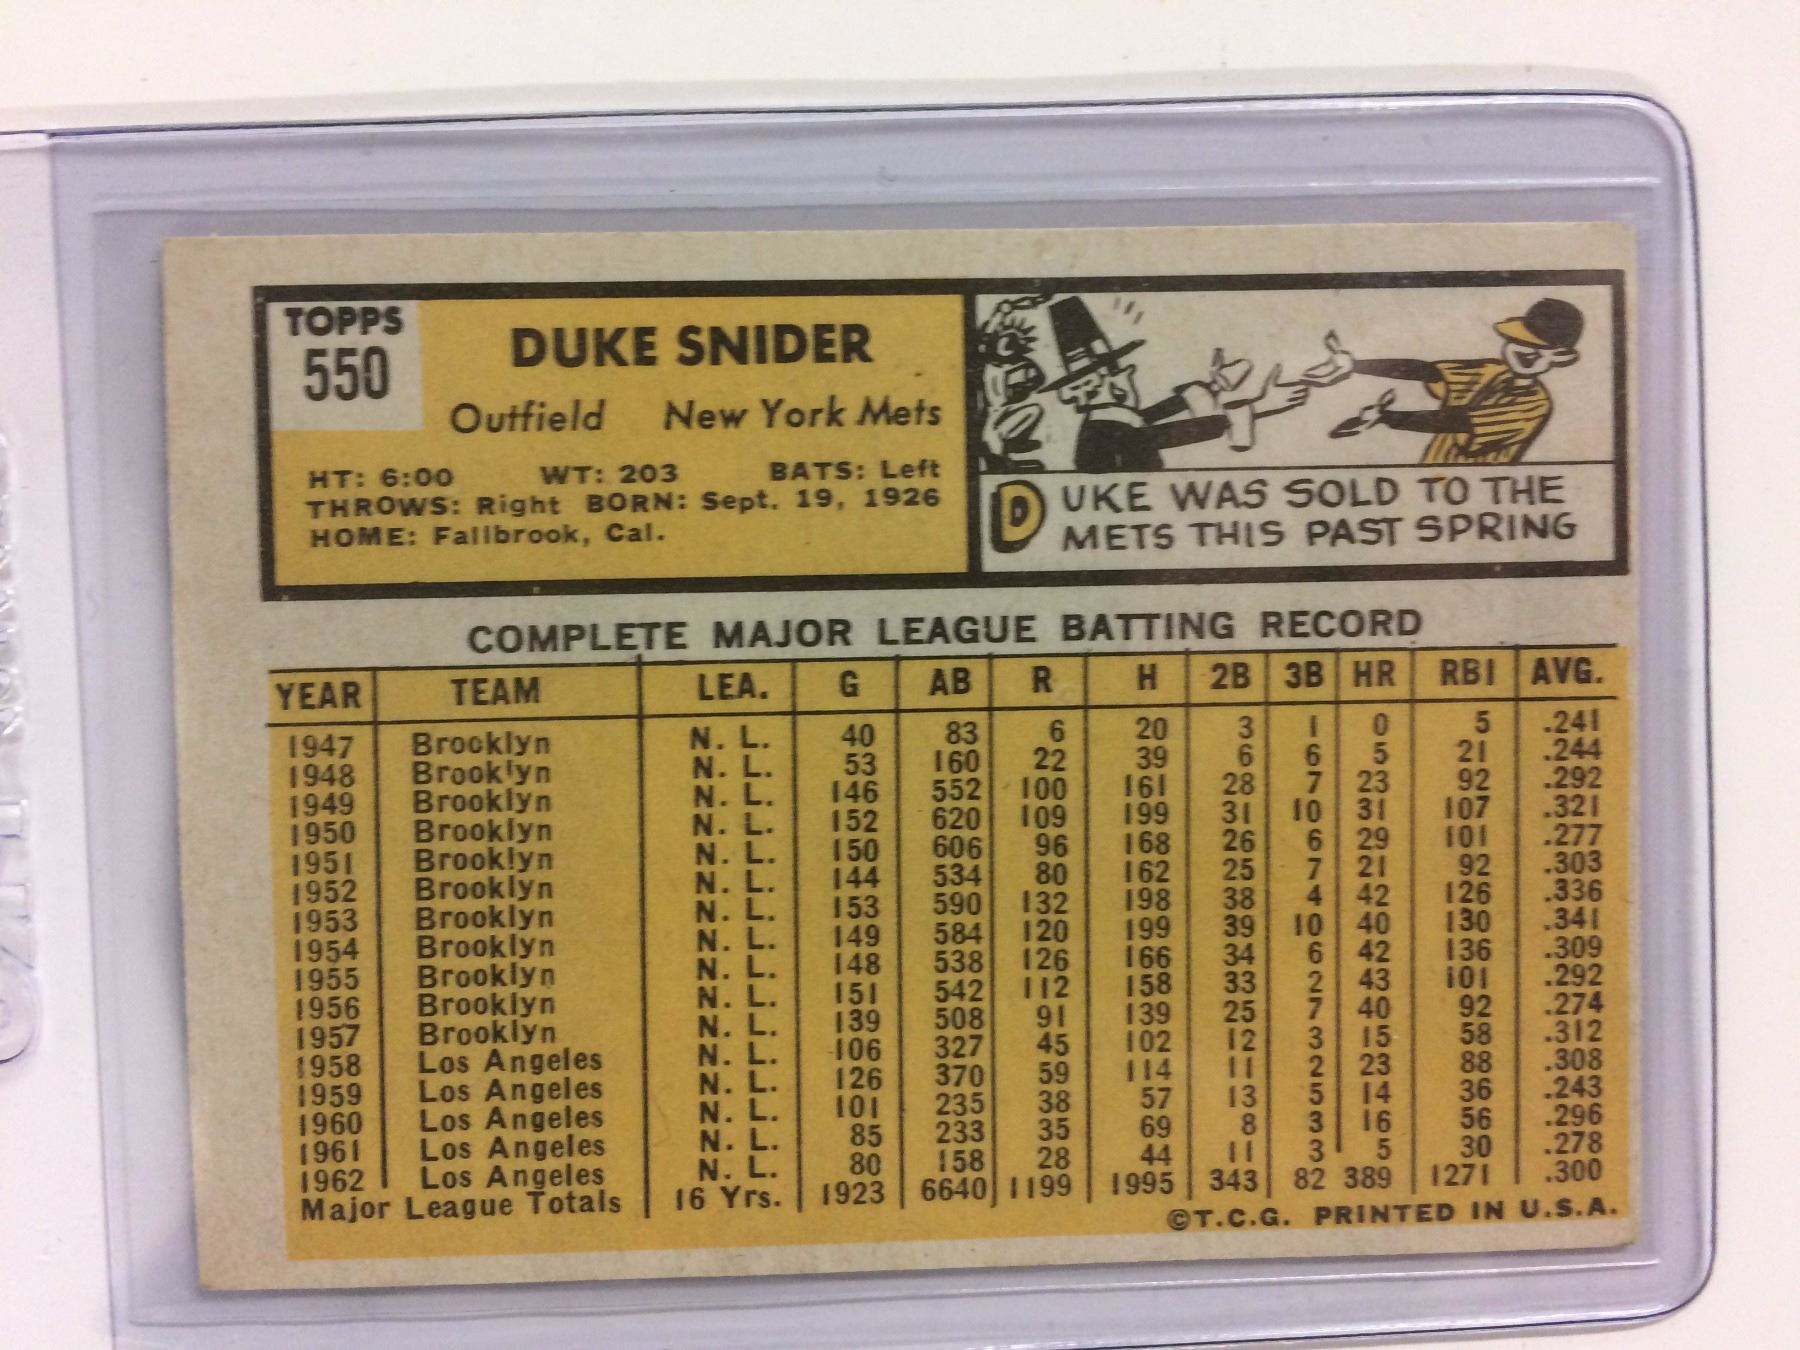 TOPPS
550
DUKE SNIDER
Outfield New York Mets
HT: 6:00 WT: 203 BATS: Left
THROWS: Right BORN: Sept. 19, 1926
HOME: Fallbrook, Cal.
DUKE WAS SOLD TO THE
METS THIS PAST SPRING
COMPLETE MAJOR LEAGUE BATTING RECORD
YEAR TEAM LEA. G AB R H 2B 3B HR RBI AVG.
1947 Brooklyn N. L. 40 83 6 20 3 1 0 5 .241
1948 Brooklyn N. L. 53 160 22 39 6 6 5 21 .244
1949 Brooklyn N. L. 146 552 100 161 28 7 23 92 .292
1950 Brooklyn N. L. 152 620 109 199 31 10 31 107 .321
1951 Brooklyn N. L. 150 606 96 168 26 6 29 101 .277
1952 Brooklyn N. L. 144 534 80 162 25 7 21 92 .303
1953 Brooklyn N. L. 153 590 132 198 38 4 42 126 .336
1954 Brooklyn N. L. 149 584 120 199 39 10 40 130 .341
1955 Brooklyn N. L. 148 538 126 166 34 6 42 136 .309
1956 Brooklyn N. L. 151 542 112 158 33 2 43 101 .292
1957 Brooklyn N. L. 139 508 91 139 25 7 40 92 .274
1958 Los Angeles N. L. 106 327 45 102 12 3 15 58 .312
1959 Los Angeles N. L. 126 370 59 114 11 2 23 88 .308
1960 Los Angeles N. L. 101 235 38 57 13 5 14 36 .243
1961 Los Angeles N. L. 85 233 35 69 8 3 16 56 .296
1962 Los Angeles N. L. 80 158 28 44 11 3 5 30 .278
Major League Totals 16 Yrs. 1923 6640 1199 1995 343 82 389 1271 .300
©T.C.G. PRINTED IN U.S.A.